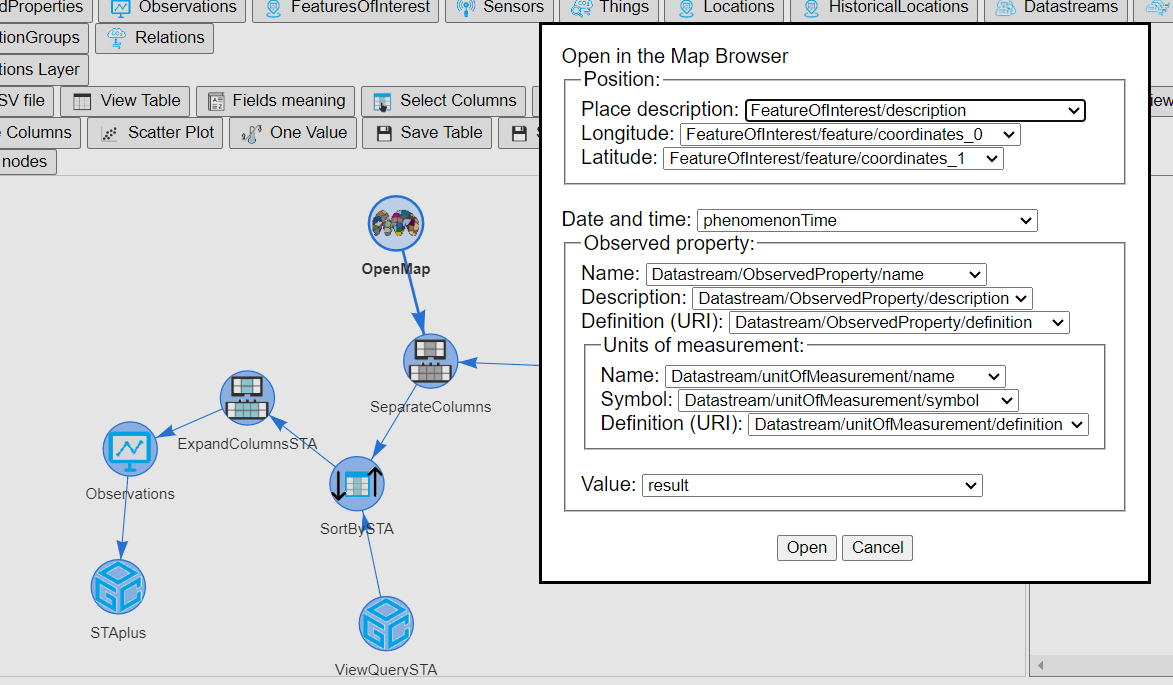 dProperties Observations FeaturesOfInterest Sensors Things Locations HistoricalLocations Datastreams
tionGroups Relations
tions Layer
SV file View Table Fields meaning Select Columns iew
e Columns Scatter Plot One Value Save Table S
nodes
Open in the Map Browser
Position:
Place description: FeatureOfInterest/description
Longitude: FeatureOfInterest/feature/coordinates_0
Latitude: FeatureOfInterest/feature/coordinates_1
Date and time: phenomenonTime
Observed property:
Name: Datastream/ObservedProperty/name
Description: Datastream/ObservedProperty/description
Definition (URI): Datastream/ObservedProperty/definition
Units of measurement:
Name: Datastream/unitOfMeasurement/name
Symbol: Datastream/unitOfMeasurement/symbol
Definition (URI): Datastream/unitOfMeasurement/definition
Value: result
Open Cancel
OpenMap
SeparateColumns
ExpandColumnsSTA
Observations
SortBySTA
STAplus
ViewQuerySTA